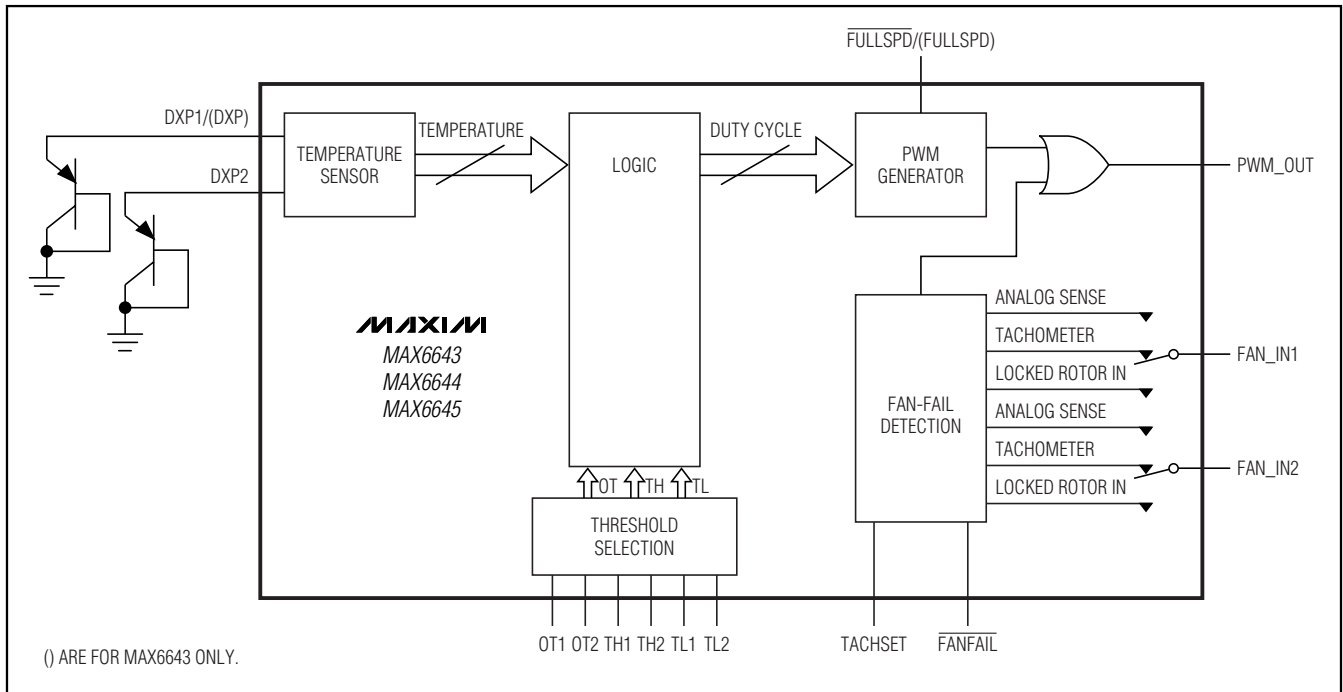 FULLSPD/(FULLSPD)
DXP1/(DXP)
DXP2
TEMPERATURE
SENSOR
TEMPERATURE
LOGIC
DUTY CYCLE
PWM
GENERATOR
PWM_OUT
MAXIM
MAX6643
MAX6644
MAX6645
FAN-FAIL
DETECTION
ANALOG SENSE
TACHOMETER
LOCKED ROTOR IN
ANALOG SENSE
TACHOMETER
LOCKED ROTOR IN
FAN_IN1
FAN_IN2
OT TH TL
THRESHOLD
SELECTION
OT1 OT2 TH1 TH2 TL1 TL2
TACHSET FANFAIL
() ARE FOR MAX6643 ONLY.